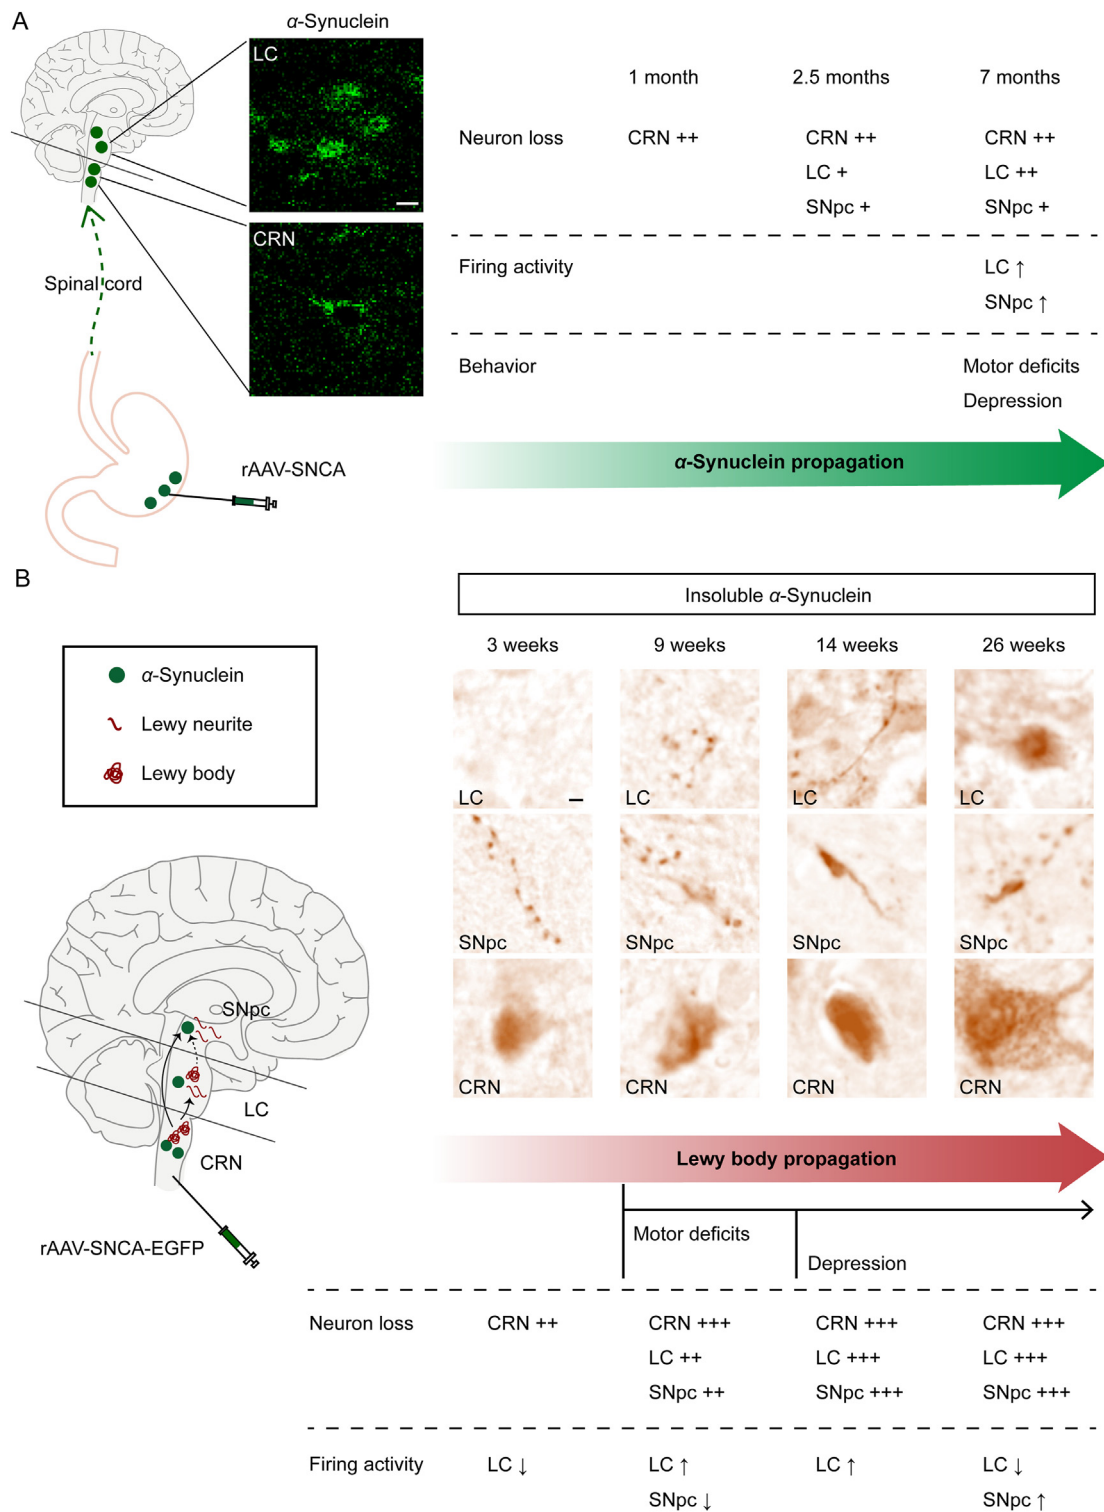 A
α-Synuclein
LC
CRN
Spinal cord
rAAV-SNCA
1 month 2.5 months 7 months
Neuron loss CRN ++ CRN ++ CRN ++
LC + LC ++
SNpc + SNpc +
Firing activity LC ↑
SNpc ↑
Behavior Motor deficits
Depression
α-Synuclein propagation
B
α-Synuclein
Lewy neurite
Lewy body
SNpc
LC
CRN
rAAV-SNCA-EGFP
Insoluble α-Synuclein
3 weeks 9 weeks 14 weeks 26 weeks
LC LC LC LC
SNpc SNpc SNpc SNpc
CRN CRN CRN CRN
Lewy body propagation
Motor deficits
Depression
Neuron loss CRN ++ CRN +++ CRN +++ CRN +++
LC ++ LC +++ LC +++
SNpc ++ SNpc +++ SNpc +++
Firing activity LC ↓ LC ↑ LC ↑ LC ↓
SNpc ↓ SNpc ↑